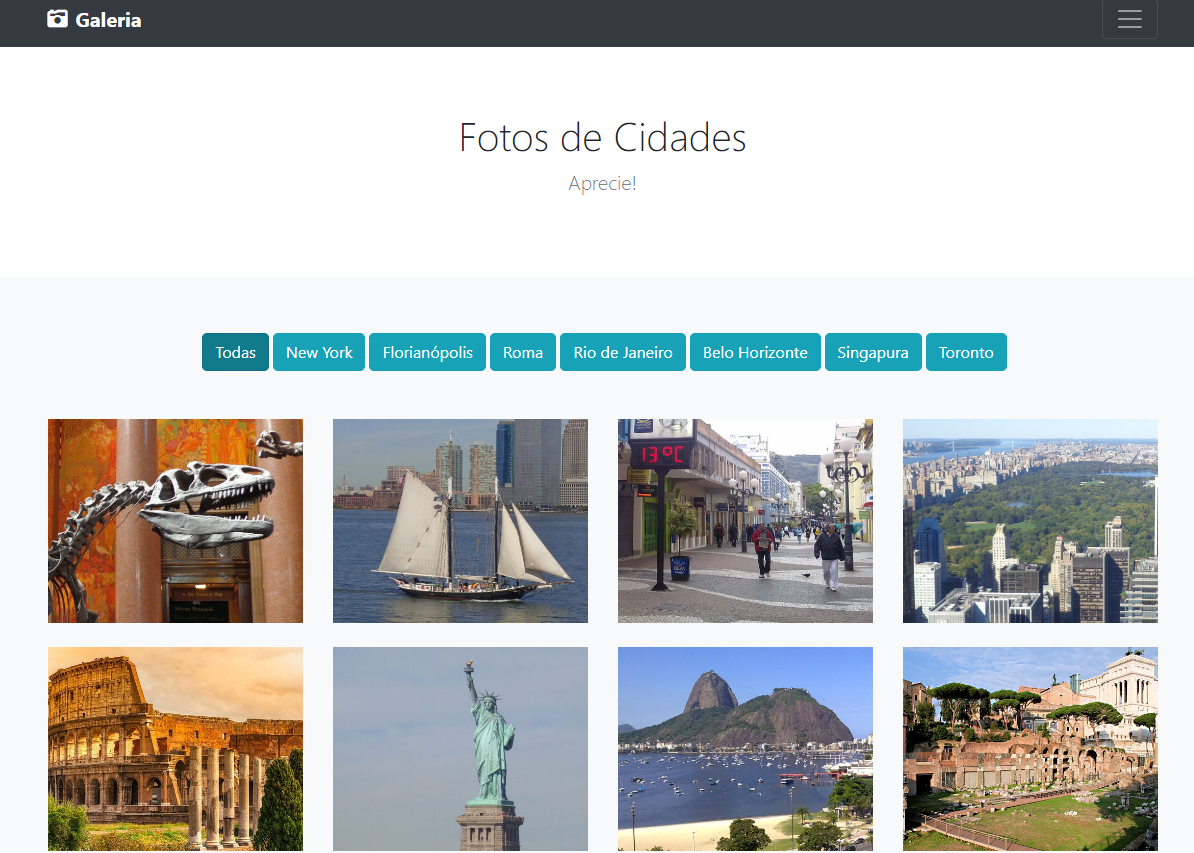 Galeria
Fotos de Cidades
Aprecie!
Todas New York Florianópolis Roma Rio de Janeiro Belo Horizonte Singapura Toronto
13°C